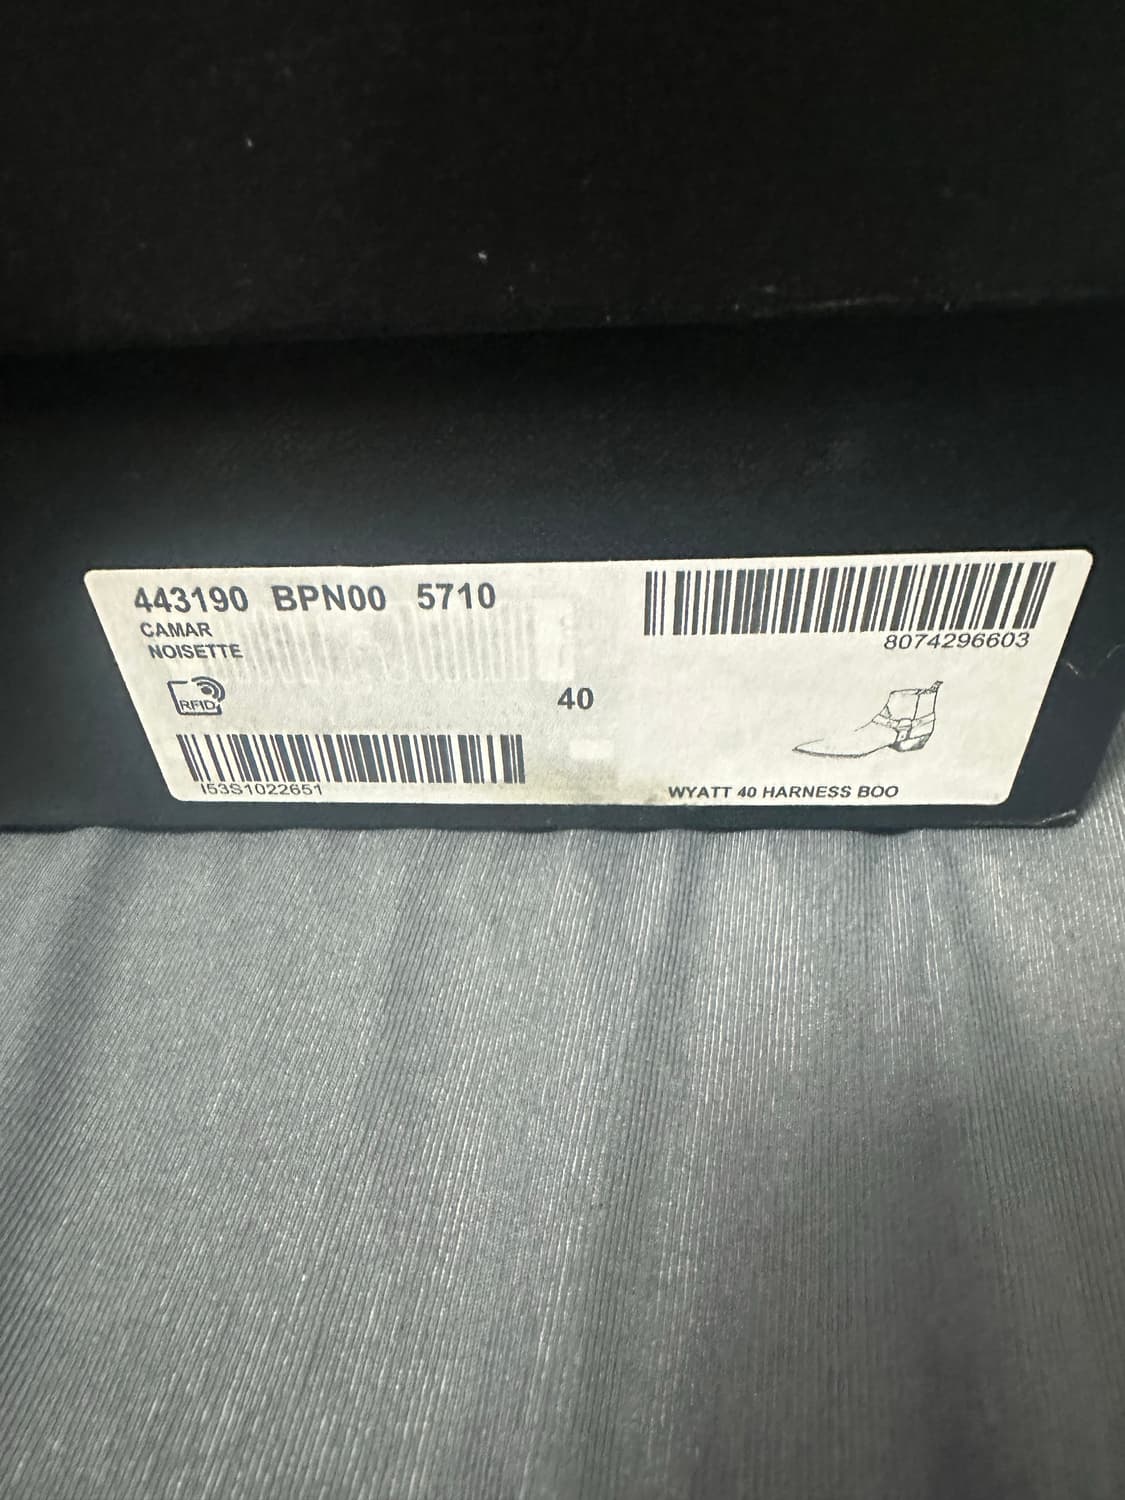 443190 BPN00 5710
CAMAR
NOISETTE
8074296603
RFID
40
I53S1022651
WYATT 40 HARNESS BOO